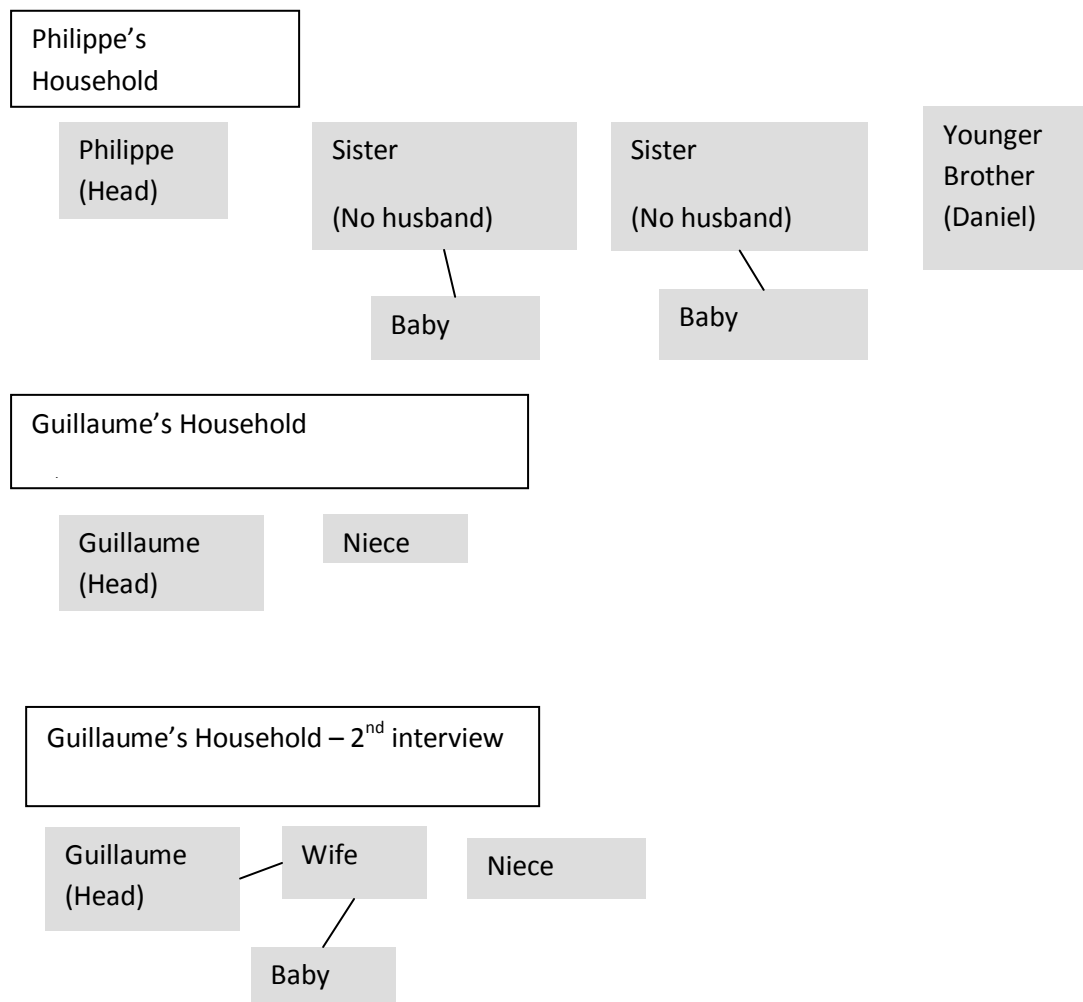 Philippe’s
Household
Philippe
(Head)
Sister
(No husband)
Sister
(No husband)
Younger
Brother
(Daniel)
Baby
Baby
Guillaume’s Household
Guillaume
(Head)
Niece
Guillaume’s Household – 2nd interview
Guillaume
(Head)
Wife
Niece
Baby